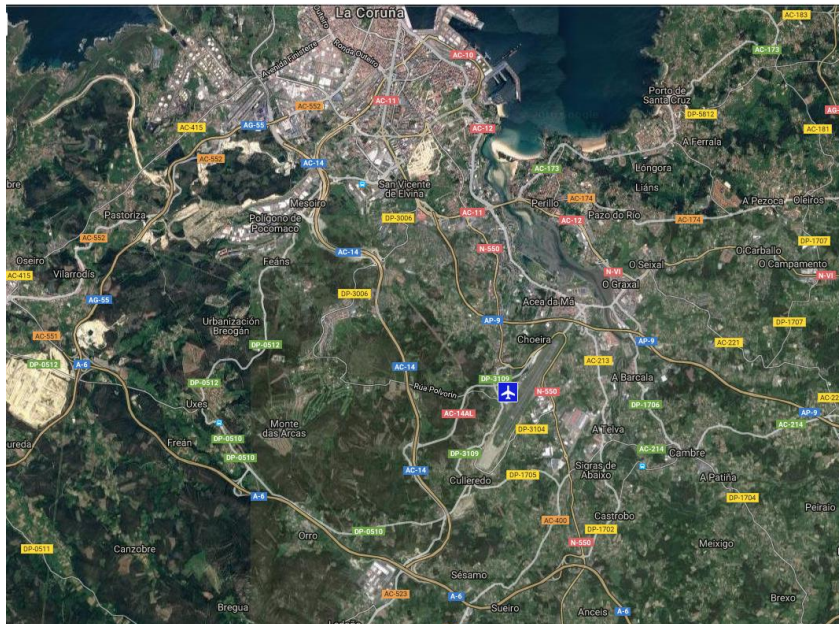 La Coruña
AC-183
AC-173
AC-10
Avenida Finisterre
Ronda Outeiro
Porto de
Santa Cruz
AC-11
AC-552
DP-5812
AC-415
AG-55
AC-12
AC-181
A Ferrala
AC-552
AC-14
AC-173
Lóngora
San Vicente
de Elviña
Liáns
Mesoiro
Perillo
AC-174
A Pezoca
Oleiros
Pastoriza
Polígono de
Pocomaco
DP-3006
AC-11
AC-12
Pazo do Río
AC-174
AC-552
N-550
DP-1707
AC-14
O Carballo
Oseiro
Feáns
O Seixal
O Campamento
Vilarrodís
N-VI
N-VI
AC-415
O Graxal
DP-3006
AG-55
Acea da Má
Urbanización
Breogán
AP-9
DP-1707
AC-551
Choeira
AP-9
AC-221
DP-0512
DP-0512
A-6
AC-14
AC-213
DP-3109
A Barcala
DP-0512
Rúa Polvorín
N-550
Uxes
DP-1706
AC-14AL
AP-9
Monte
das Arcas
AC-214
DP-0510
DP-3104
A Telva
Freán
AC-214
DP-3109
Cambre
ureda
DP-0510
AC-14
Sigrás de
Abaixo
DP-1705
Culleredo
A Patiña
A-6
DP-1704
Peiraio
Castrobo
AC-400
DP-1702
DP-0510
Orro
N-550
Meixigo
DP-0511
Canzobre
Sésamo
AC-523
A-6
Brexo
Bregua
Sueiro
Anceis
A-6